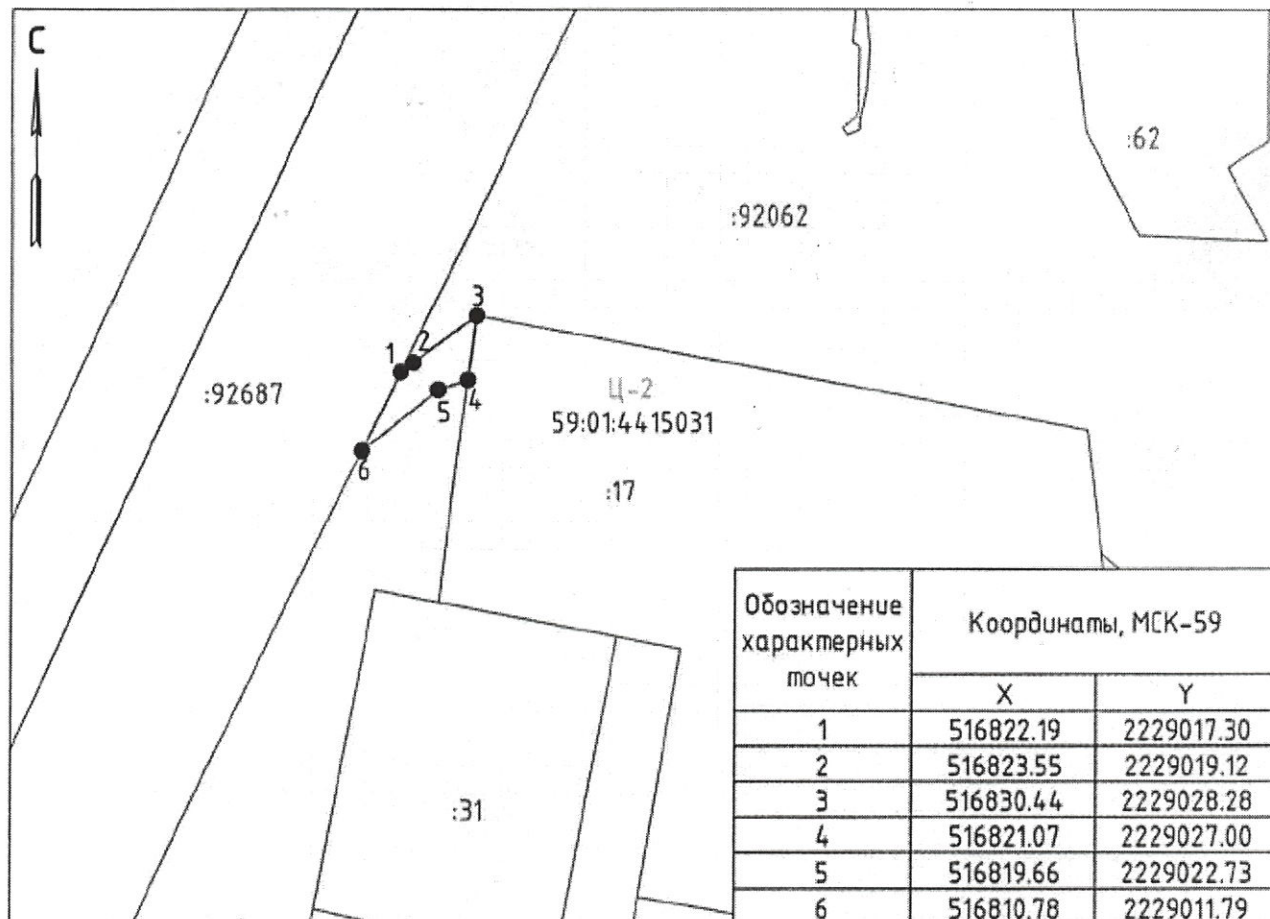 С
:62
:92062
3
2
1
:92687
4
5
Ц-2
59:01:4415031
6
:17
:31
Обозначение характерных точек Координаты, МСК-59
X Y
1 516822.19 2229017.30
2 516823.55 2229019.12
3 516830.44 2229028.28
4 516821.07 2229027.00
5 516819.66 2229022.73
6 516810.78 2229011.79